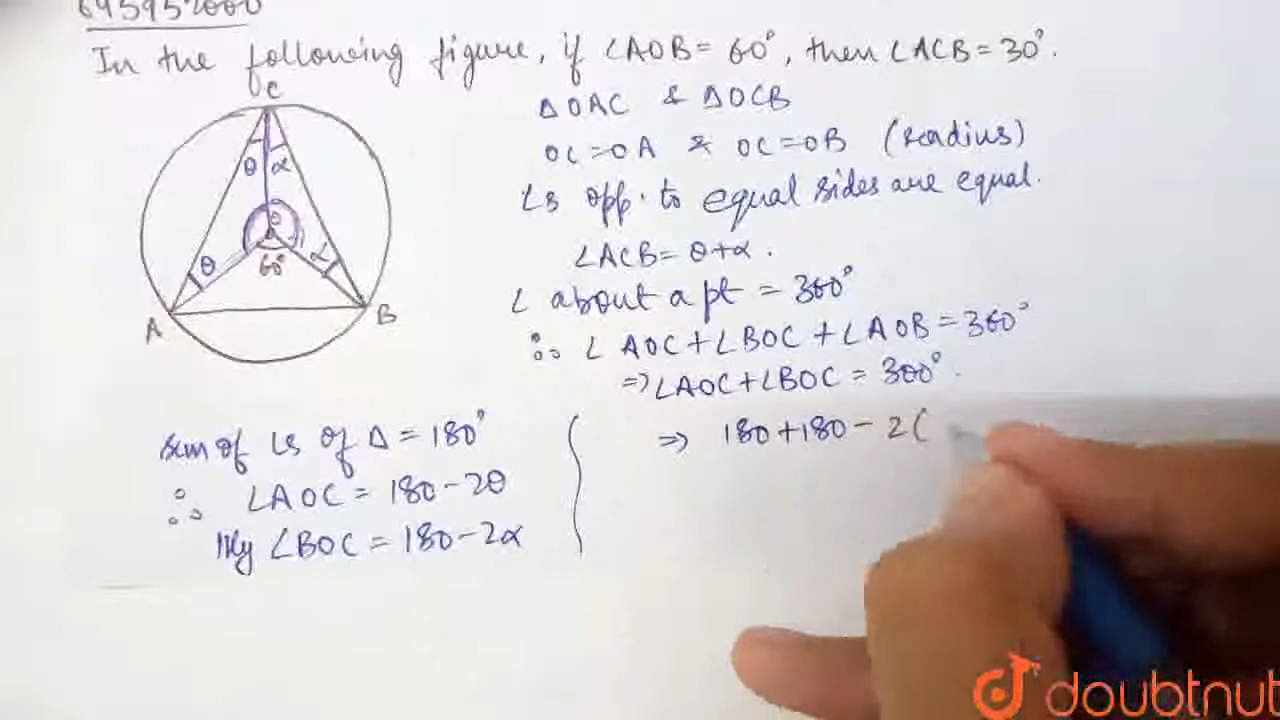 In the following figure, if ∠AOB = 60°, then ∠ACB = 30°.
C
θ α
O
θ 60° α
A B
ΔOAC & ΔOCB
OC = OA & OC = OB (radius)
∠s opp. to equal sides are equal.
∠ACB = θ+α.
∠ about a pt = 360°
∴ ∠AOC + ∠BOC + ∠AOB = 360°
⇒ ∠AOC + ∠BOC = 300°.
⇒ 180 + 180 - 2(
Sum of ∠s of Δ = 180°
∴ ∠AOC = 180 - 2θ
lllly ∠BOC = 180 - 2α
doubtnut